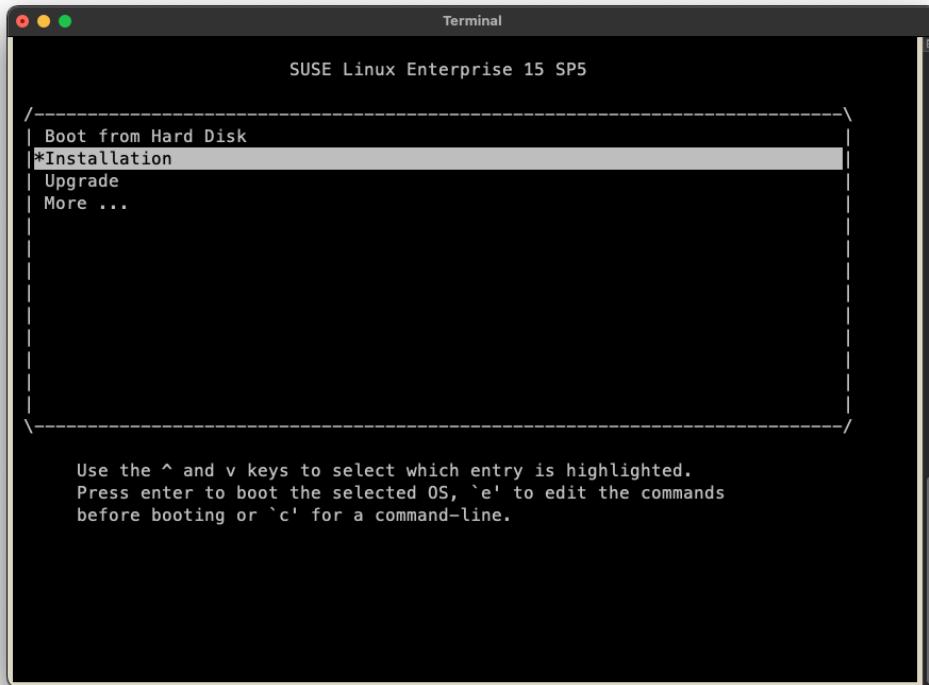 Terminal
SUSE Linux Enterprise 15 SP5
/----------------------------------------------------------------------------\
| Boot from Hard Disk |
|*Installation |
| Upgrade |
| More ... |
\----------------------------------------------------------------------------/
Use the ^ and v keys to select which entry is highlighted.
Press enter to boot the selected OS, `e' to edit the commands
before booting or `c' for a command-line.